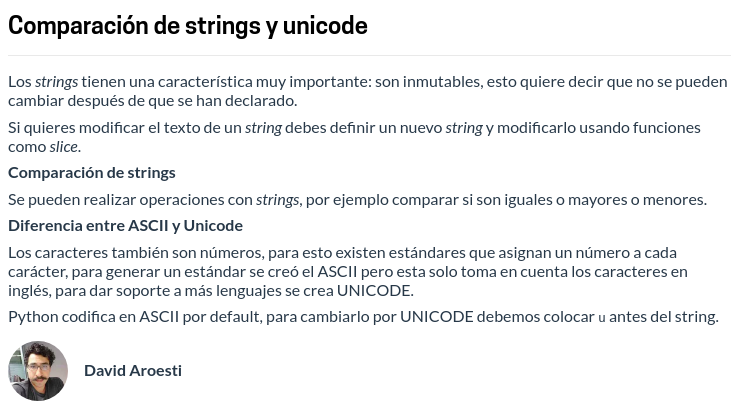 Comparación de strings y unicode
Los strings tienen una característica muy importante: son inmutables, esto quiere decir que no se pueden
cambiar después de que se han declarado.
Si quieres modificar el texto de un string debes definir un nuevo string y modificarlo usando funciones
como slice.
Comparación de strings
Se pueden realizar operaciones con strings, por ejemplo comparar si son iguales o mayores o menores.
Diferencia entre ASCII y Unicode
Los caracteres también son números, para esto existen estándares que asignan un número a cada
carácter, para generar un estándar se creó el ASCII pero esta solo toma en cuenta los caracteres en
inglés, para dar soporte a más lenguajes se crea UNICODE.
Python codifica en ASCII por default, para cambiarlo por UNICODE debemos colocar u antes del string.
David Aroesti